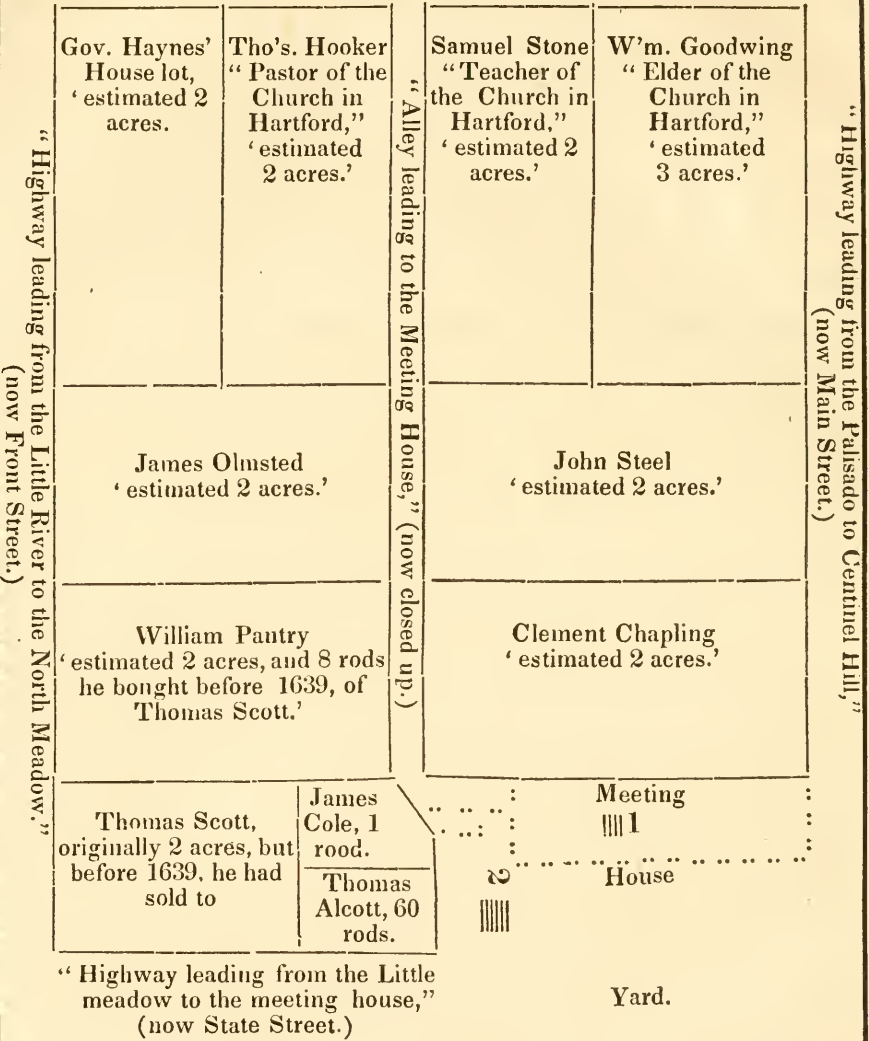 Gov. Haynes'
House lot,
‘ estimated 2
acres.
Tho's. Hooker
“ Pastor of the
Church in
Hartford,”
‘ estimated
2 acres.’
Samuel Stone
“ Teacher of
the Church in
Hartford,”
‘ estimated 2
acres.’
W'm. Goodwing
“ Elder of the
Church in
Hartford,”
‘ estimated
3 acres.’
“ Highway leading from the Little River to the North Meadow.”
(now Front Street.)
“ Alley leading to the Meeting House,” (now closed up.)
“ Highway leading from the Palisado to Centinel Hill,”
(now Main Street.)
James Olmsted
‘ estimated 2 acres.’
John Steel
‘ estimated 2 acres.’
William Pantry
‘ estimated 2 acres, and 8 rods
he bought before 1639, of
Thomas Scott.’
Clement Chapling
‘ estimated 2 acres.’
Thomas Scott,
originally 2 acres, but
before 1639, he had
sold to
James
Cole, 1
rood.
Thomas
Alcott, 60
rods.
Meeting
1
2
House
Yard.
“ Highway leading from the Little
meadow to the meeting house,”
(now State Street.)